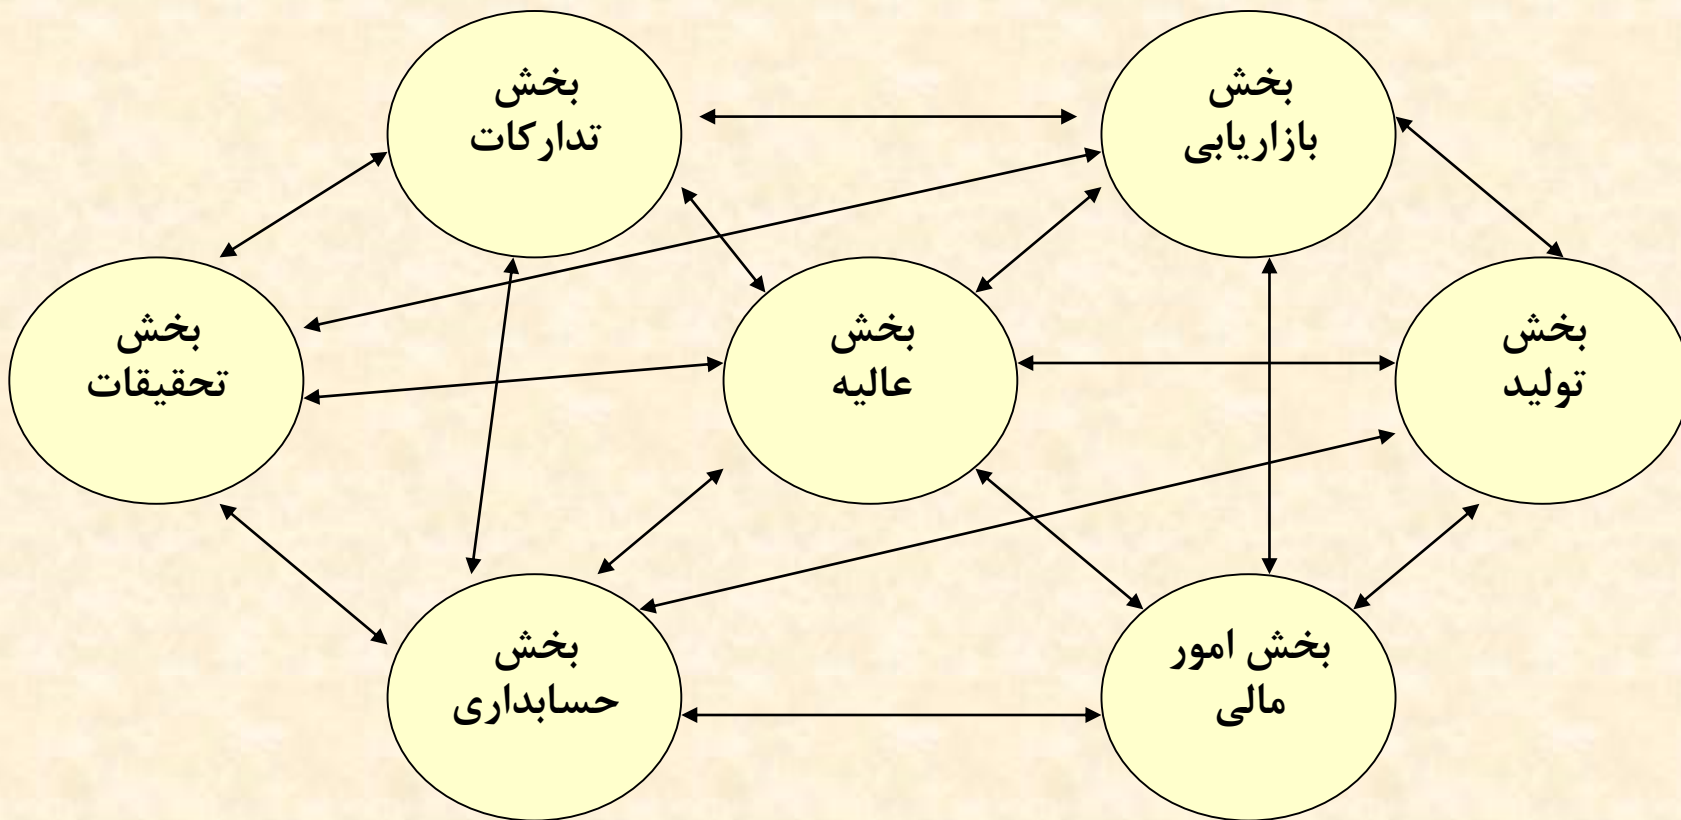 بخش
بازاریابی
بخش
تدارکات
بخش
تولید
بخش
عالیه
بخش
تحقیقات
بخش امور
مالی
بخش
حسابداری